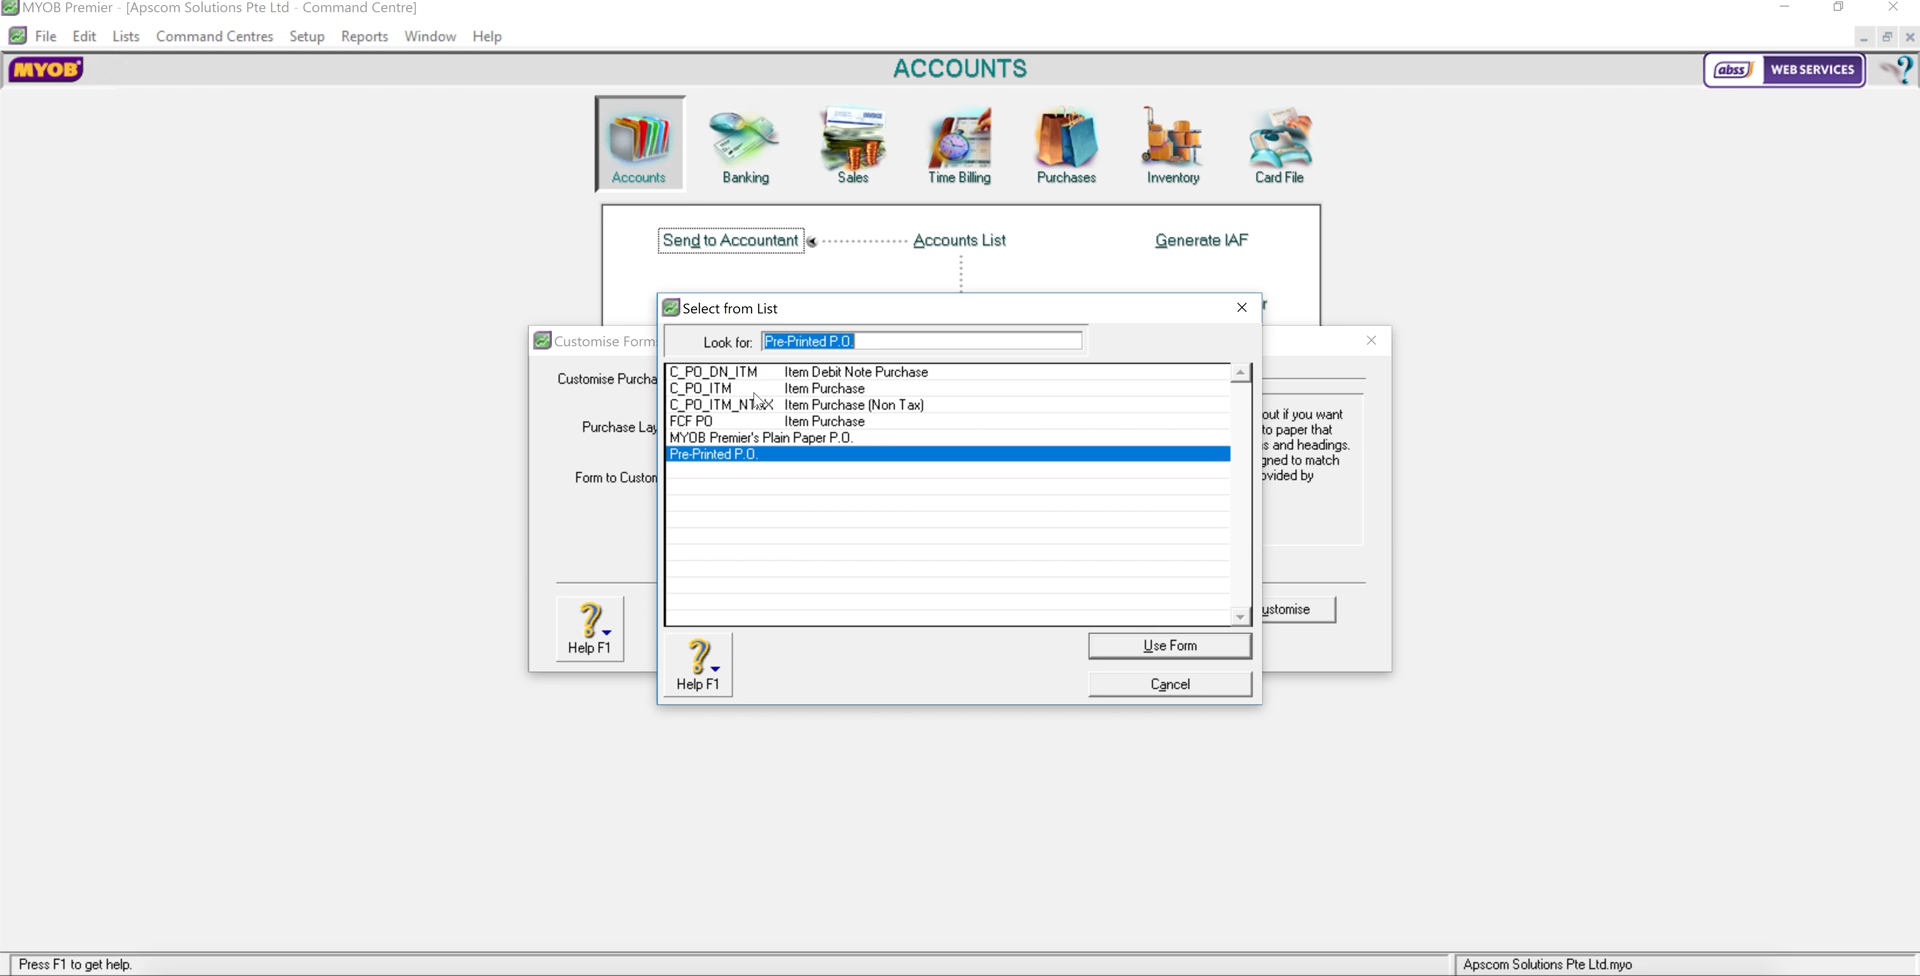 MYOB Premier - [Apscom Solutions Pte Ltd - Command Centre]
File Edit Lists Command Centres Setup Reports Window Help
MYOB
ACCOUNTS
abss WEB SERVICES
?
Accounts Banking Sales Time Billing Purchases Inventory Card File
Send to Accountant Accounts List Generate IAF
r
Select from List
Customise Form
Look for: Pre-Printed P.O.
Customise Purcha
Purchase Lay
Form to Custom
C_PO_DN_ITM Item Debit Note Purchase
C_PO_ITM Item Purchase
C_PO_ITM_NTAX Item Purchase (Non Tax)
FCF PO Item Purchase
MYOB Premier's Plain Paper P.O.
Pre-Printed P.O.
out if you want
to paper that
s and headings.
gned to match
ovided by
ustomise
Help F1
Use Form
Help F1
Cancel
Press F1 to get help.
Apscom Solutions Pte Ltd.myo